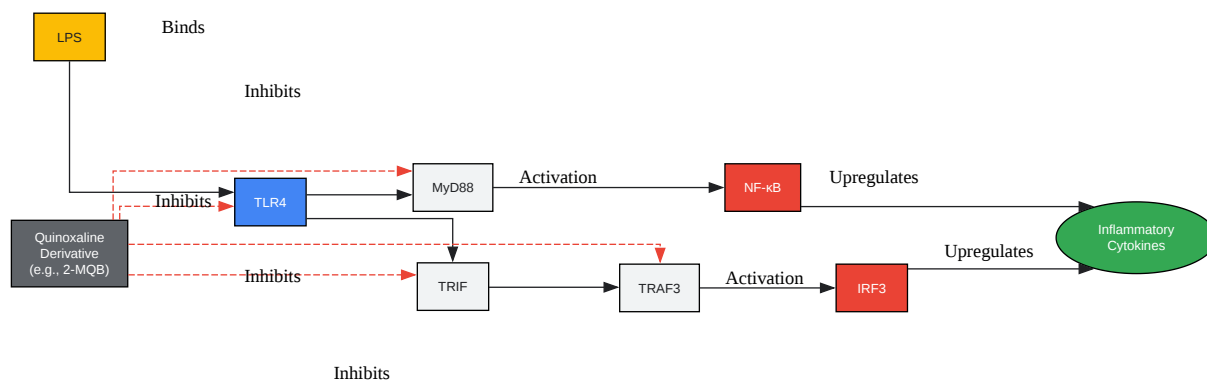 Binds
LPS
Inhibits
MyD88
Activation
NF-κB
Upregulates
Inhibits
TLR4
Quinoxaline
Derivative
(e.g., 2-MQB)
Inflammatory
Cytokines
Upregulates
Inhibits
TRIF
TRAF3
Activation
IRF3
Inhibits